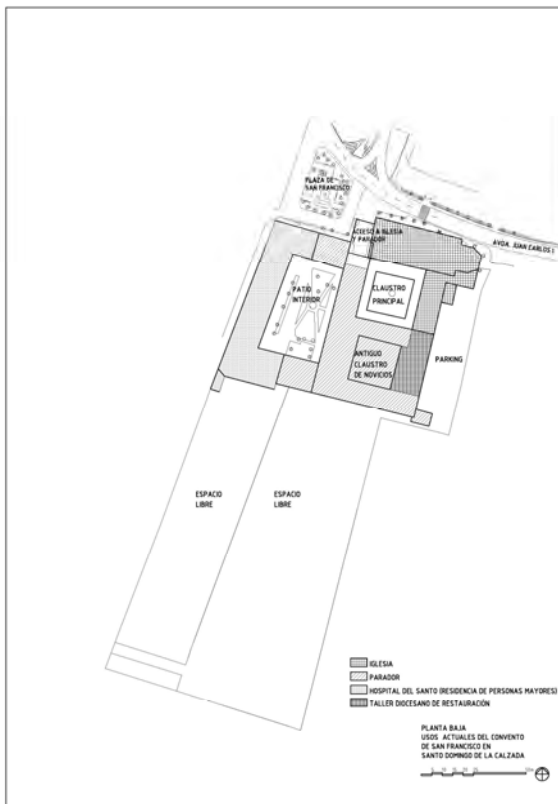 PLAZA DE
SAN FRANCISCO
ACCESO A IGLESIA
Y PARADOR
AVDA. JUAN CARLOS I
PATIO
INTERIOR
CLAUSTRO
PRINCIPAL
ANTIGUO
CLAUSTRO
DE NOVICIOS
PARKING
ESPACIO
LIBRE
ESPACIO
LIBRE
IGLESIA
PARADOR
HOSPITAL DEL SANTO (RESIDENCIA DE PERSONAS MAYORES)
TALLER DIOCESANO DE RESTAURACIÓN
PLANTA BAJA
USOS ACTUALES DEL CONVENTO
DE SAN FRANCISCO EN
SANTO DOMINGO DE LA CALZADA